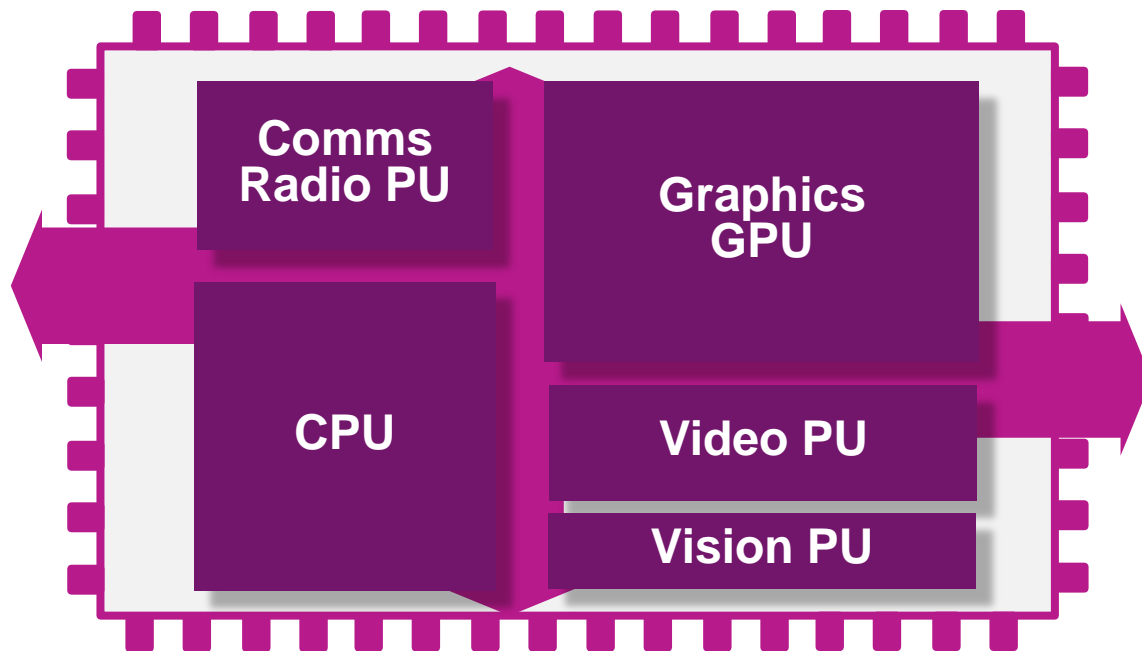 Comms
Radio PU
Graphics
GPU
CPU
Video PU
Vision PU